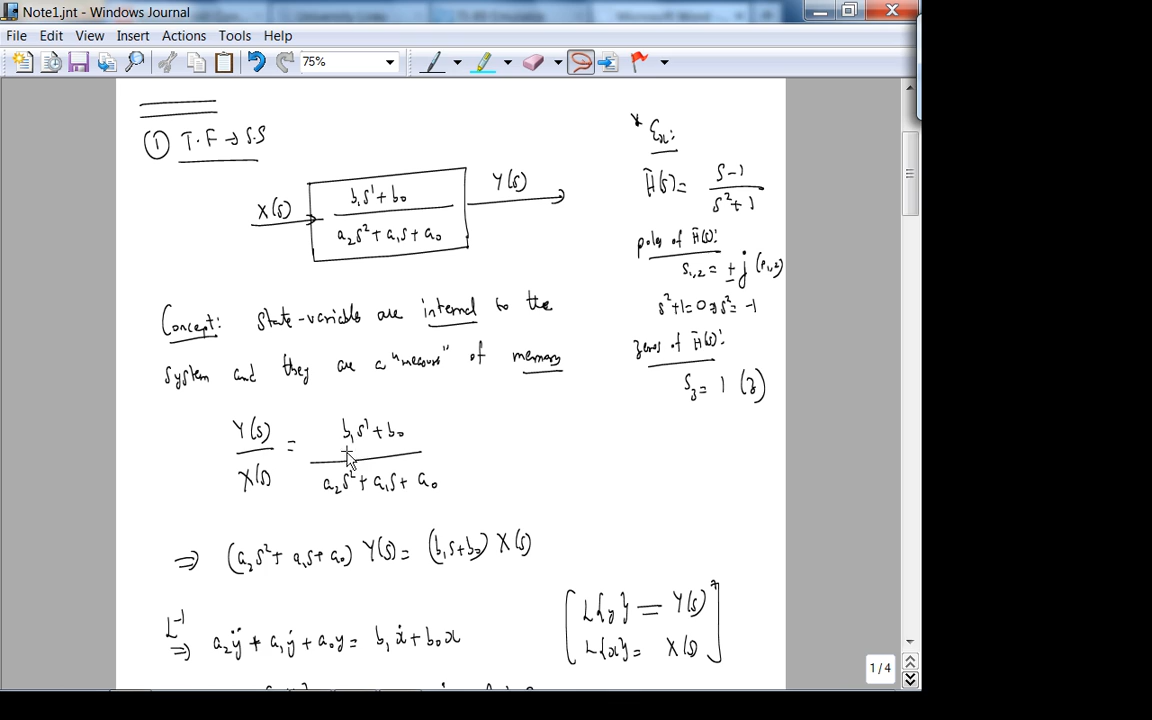 Note1.jnt - Windows Journal
File Edit View Insert Actions Tools Help
75%
① T.F → S.S
X(s)
b₁s¹ + b₀
a₂s² + a₁s + a₀
Y(s)
Concept: State-variable are internal to the
system and they are a "measure" of memory
Y(s)/X(s) = (b₁s¹ + b₀)/(a₂s² + a₁s + a₀)
⇒ (a₂s² + a₁s + a₀) Y(s) = (b₁s + b₀) X(s)
L⁻¹
⇒ a₂ÿ + a₁ẏ + a₀y = b₁ẋ + b₀x
[L{y} = Y(s)
L{x} = X(s)]
* Ex:
H̃(s) = (s-1)/(s²+1)
poles of H̃(s):
s₁,₂ = ±j (p₁,₂)
s²+1=0 ⇒ s² = -1
zeros of H̃(s):
s₃ = 1 (z)
1 / 4